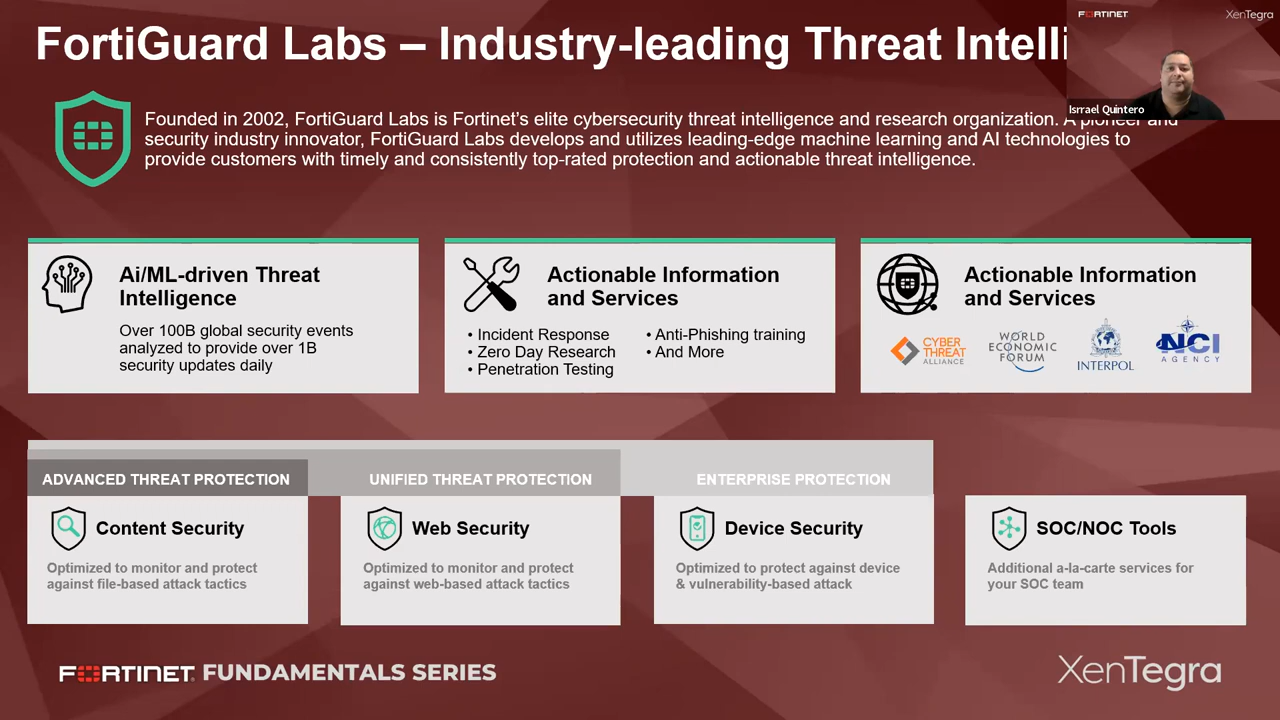 FortiGuard Labs – Industry-leading Threat Intelli
FORTINET
XenTegra
Isrrael Quintero
Founded in 2002, FortiGuard Labs is Fortinet's elite cybersecurity threat intelligence and research organization. A pioneer and
security industry innovator, FortiGuard Labs develops and utilizes leading-edge machine learning and AI technologies to
provide customers with timely and consistently top-rated protection and actionable threat intelligence.
Ai/ML-driven Threat
Intelligence
Over 100B global security events
analyzed to provide over 1B
security updates daily
Actionable Information
and Services
• Incident Response
• Zero Day Research
• Penetration Testing
• Anti-Phishing training
• And More
Actionable Information
and Services
CYBER
THREAT
ALLIANCE
WORLD
ECONOMIC
FORUM
INTERPOL
NCI
AGENCY
ADVANCED THREAT PROTECTION
UNIFIED THREAT PROTECTION
ENTERPRISE PROTECTION
Content Security
Optimized to monitor and protect
against file-based attack tactics
Web Security
Optimized to monitor and protect
against web-based attack tactics
Device Security
Optimized to protect against device
& vulnerability-based attack
SOC/NOC Tools
Additional a-la-carte services for
your SOC team
FORTINET FUNDAMENTALS SERIES
XenTegra